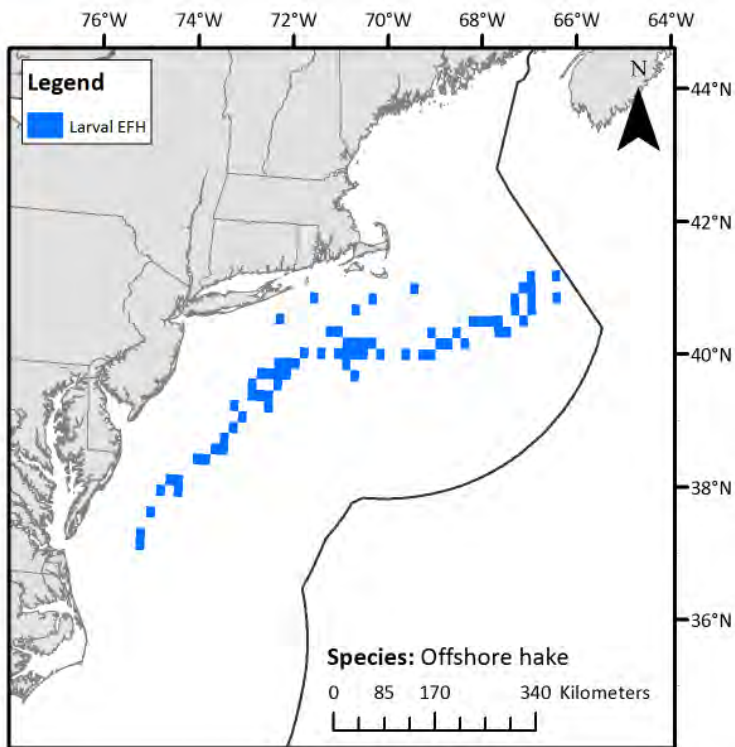 76°W 74°W 72°W 70°W 68°W 66°W 64°W
Legend
Larval EFH
N
44°N
42°N
40°N
38°N
36°N
Species: Offshore hake
0 85 170 340 Kilometers